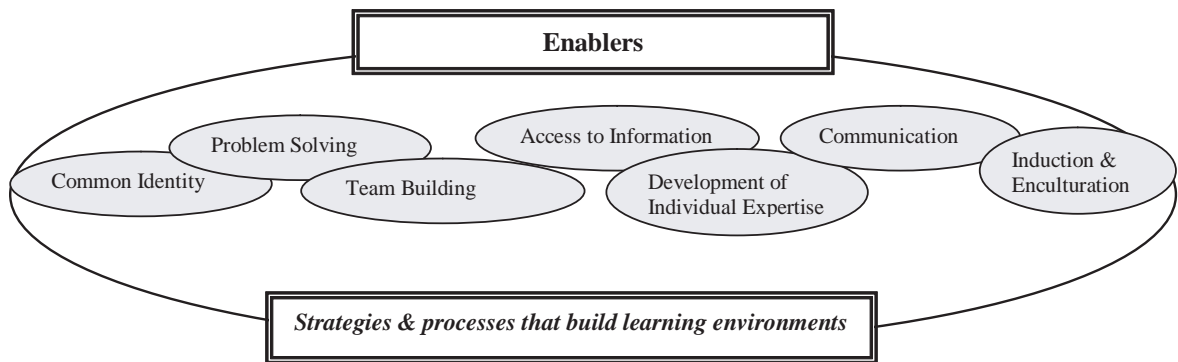 Enablers
Problem Solving
Access to Information
Communication
Common Identity
Team Building
Development of
Individual Expertise
Induction &
Enculturation
Strategies & processes that build learning environments